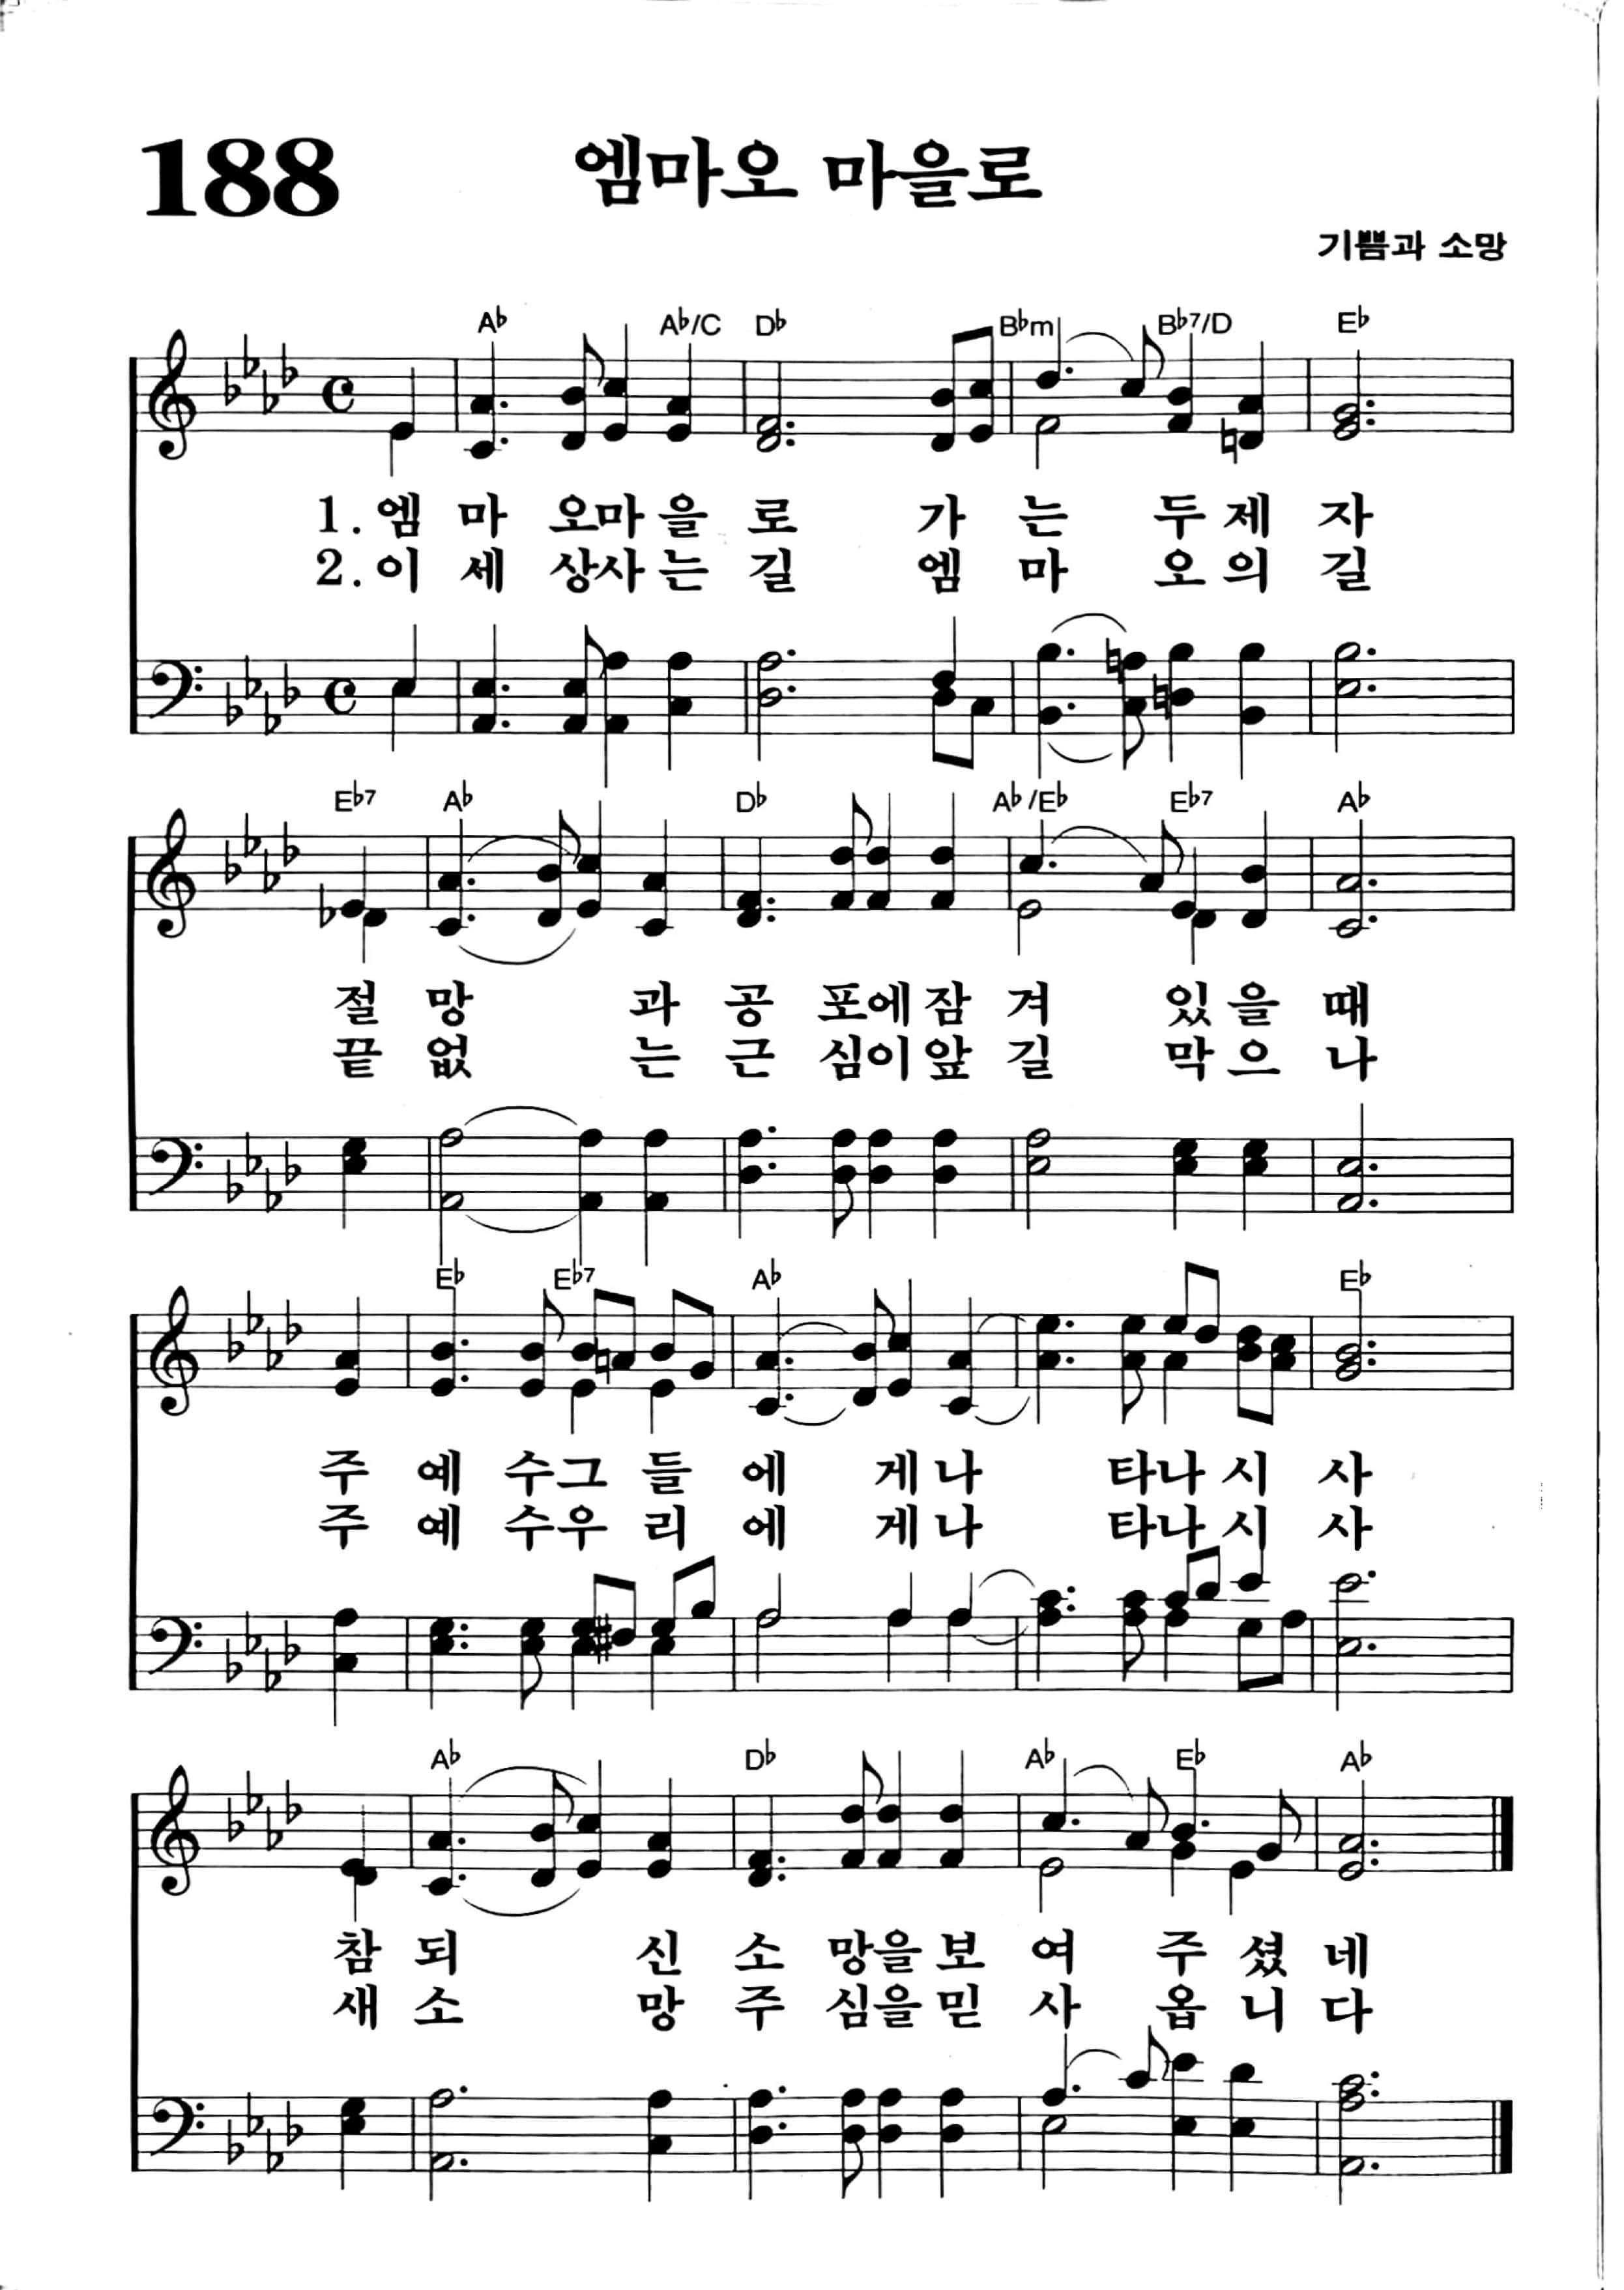 188
엠마오 마을로
기쁨과 소망
A♭ A♭/C D♭ B♭m B♭7/D E♭
1. 엠 마 오마 을 로 가 는 두 제 자
2. 이 세 상사 는 길 엠 마 오 의 길
E♭7 A♭ D♭ A♭/E♭ E♭7 A♭
절 망 과 공 포에 잠 겨 있 을 때
끝 없 는 근 심이 앞 길 막 으 나
E♭ E♭7 A♭ E♭
주 예 수그 들 에 게 나 타나 시 사
주 예 수우 리 에 게 나 타나 시 사
A♭ D♭ A♭ E♭ A♭
참 되 신 소 망을 보 여 주 셨 네
새 소 망 주 심을 믿 사 옵 니 다